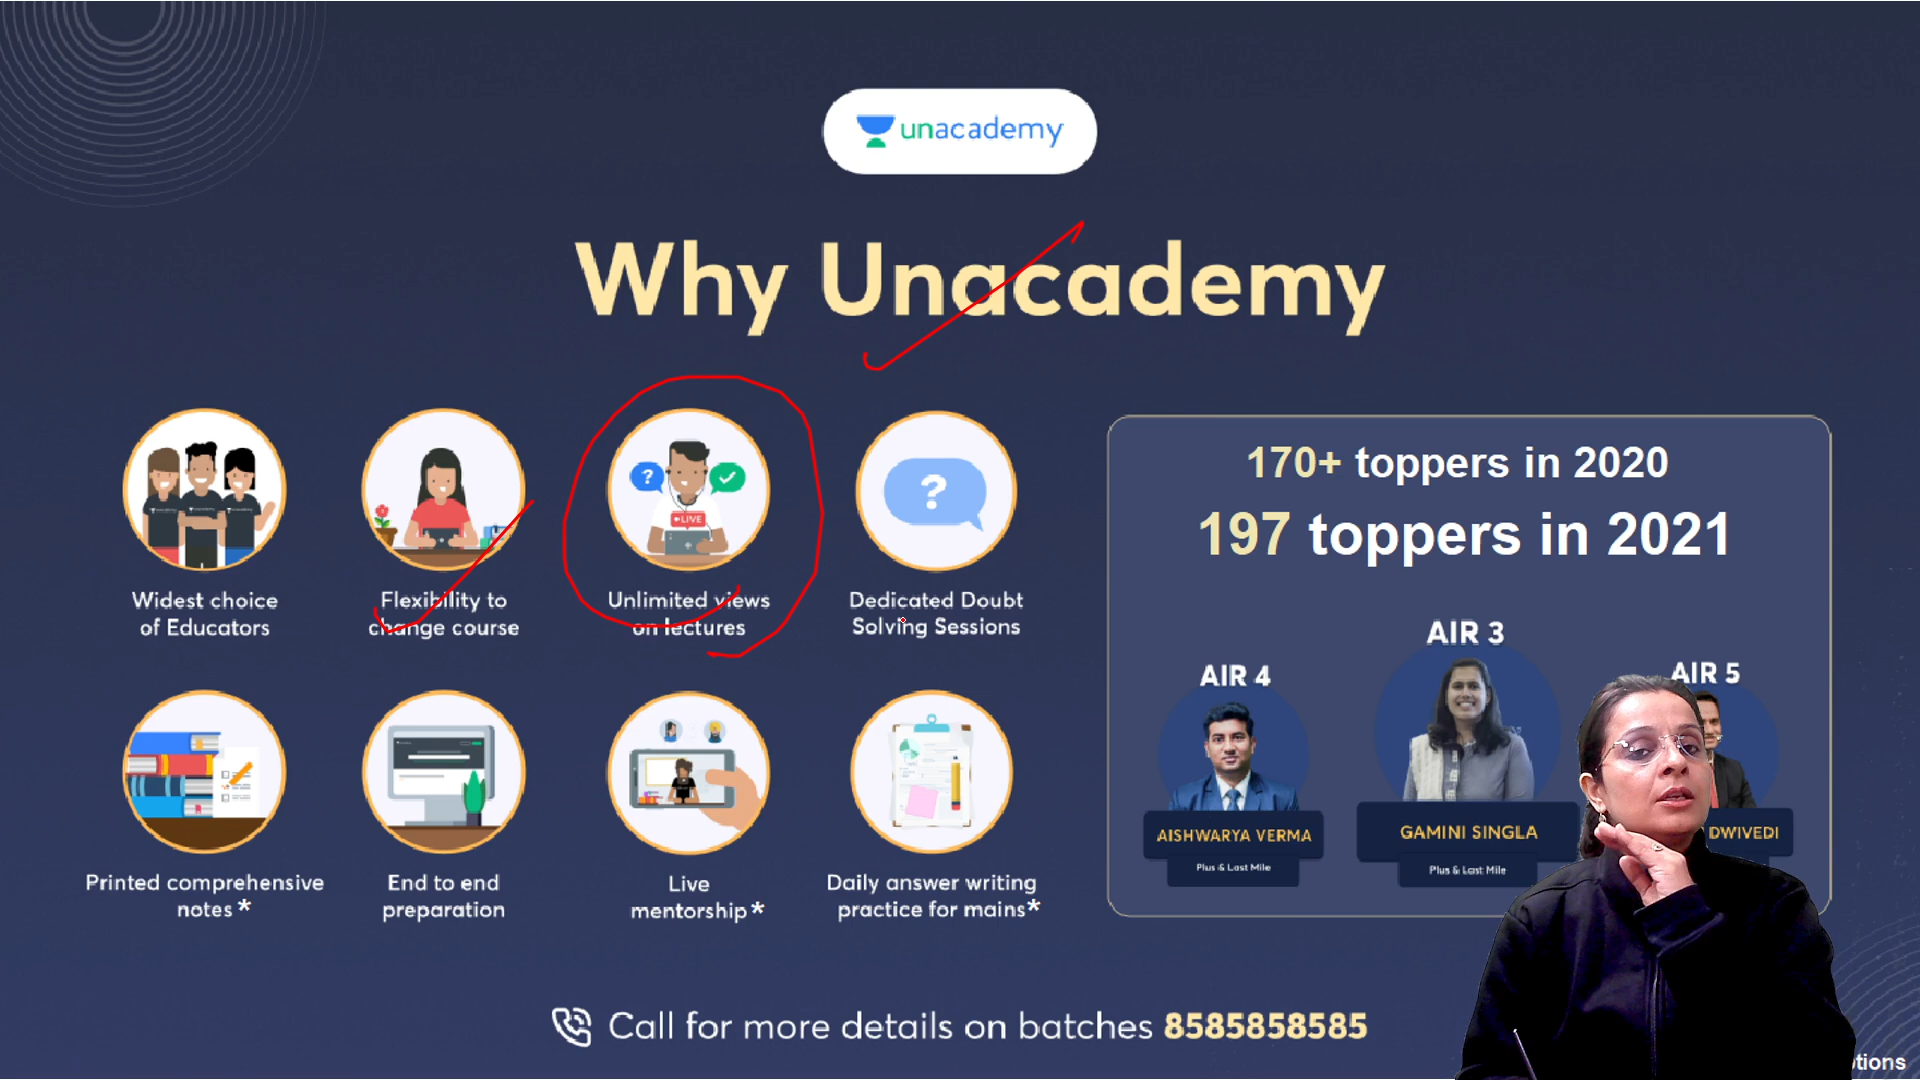 unacademy
Why Unacademy
Widest choice
of Educators
Flexibility to
change course
? LIVE
Unlimited views
on lectures
?
Dedicated Doubt
Solving Sessions
Printed comprehensive
notes *
End to end
preparation
Live
mentorship *
Daily answer writing
practice for mains*
170+ toppers in 2020
197 toppers in 2021
AIR 4
AISHWARYA VERMA
Plus & Last Mile
AIR 3
GAMINI SINGLA
Plus & Last Mile
AIR 5
DWIVEDI
Call for more details on batches 8585858585